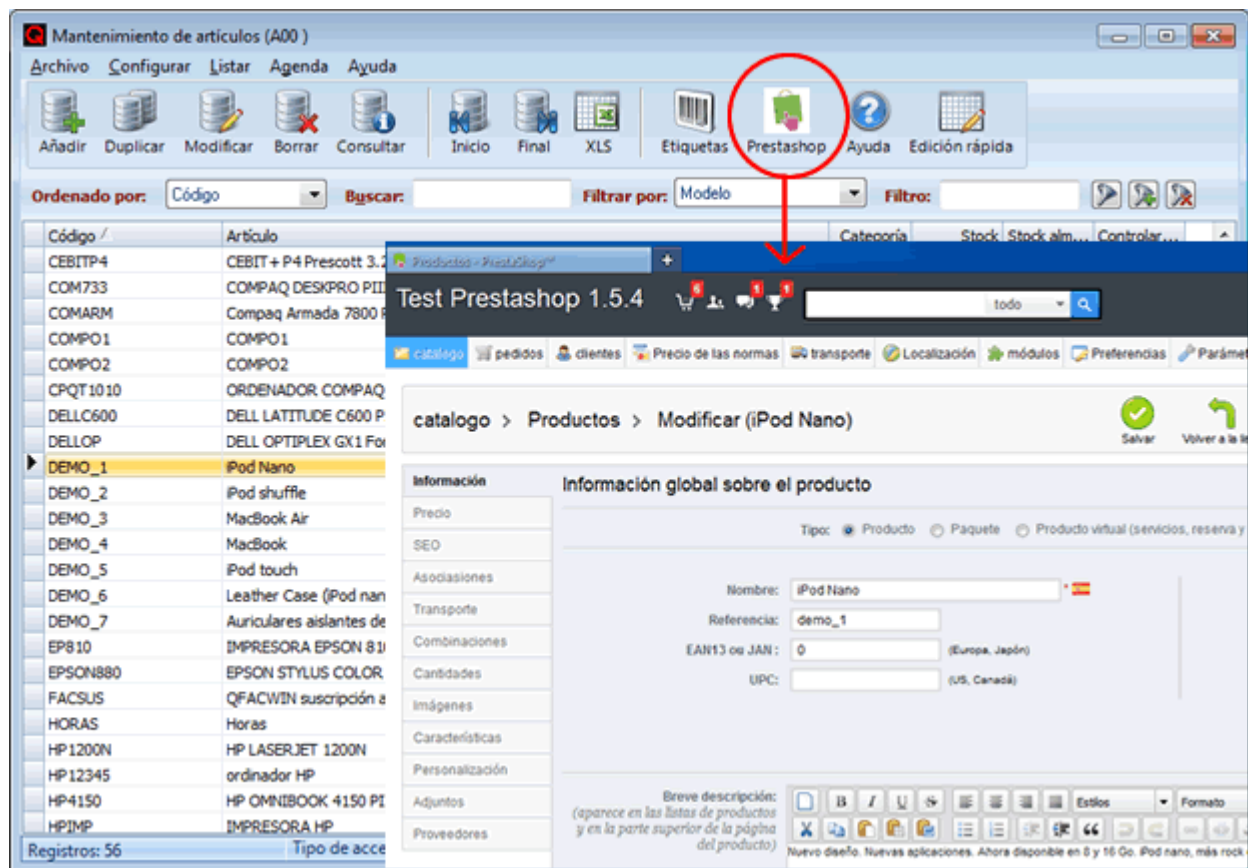 Mantenimiento de artículos (A00 )
Archivo Configurar Listar Agenda Ayuda
Añadir Duplicar Modificar Borrar Consultar Inicio Final XLS Etiquetas Prestashop Ayuda Edición rápida
Ordenado por: Código Buscar: Filtrar por: Modelo Filtro:
Código Artículo Categoría Stock Stock alm... Controlar...
CEBITP4 CEBIT+ P4 Prescott 3.2
COM733 COMPAQ DESKPRO PIII
COMARM Compaq Armada 7800 P
COMPO1 COMPO1
COMPO2 COMPO2
CPQT1010 ORDENADOR COMPAQ
DELLC600 DELL LATITUDE C600 P
DELLOP DELL OPTIPLEX GX1 For
DEMO_1 iPod Nano
DEMO_2 iPod shuffle
DEMO_3 MacBook Air
DEMO_4 MacBook
DEMO_5 iPod touch
DEMO_6 Leather Case (iPod nan
DEMO_7 Auriculares aislantes de
EP810 IMPRESORA EPSON 810
EPSON880 EPSON STYLUS COLOR
FACSUS QFACWIN suscripción a
HORAS Horas
HP1200N HP LASERJET 1200N
HP12345 ordinador HP
HP4150 HP OMNIBOOK 4150 PI
HPIMP IMPRESORA HP
Registros: 56 Tipo de acce
Productos - PrestaShop™
Test Prestashop 1.5.4 6 1 1 todo
catalogo pedidos clientes Precio de las normas transporte Localización módulos Preferencias Parámet
catalogo > Productos > Modificar (iPod Nano)
Salvar Volver a la
Información
Precio
SEO
Asociasiones
Transporte
Combinaciones
Cantidades
Imágenes
Características
Personalización
Adjuntos
Proveedores
Información global sobre el producto
Tipo: Producto Paquete Producto virtual (servicios, reserva y
Nombre: iPod Nano *
Referencia: demo_1
EAN13 ou JAN : 0 (Europa, Japón)
UPC: (US, Canadá)
Breve descripción:
(aparece en las listas de productos
y en la parte superior de la página
del producto)
B I U S Estilos Formato
Nuevo diseño. Nuevas aplicaciones. Ahora disponible en 8 y 16 Go. iPod nano, más rock